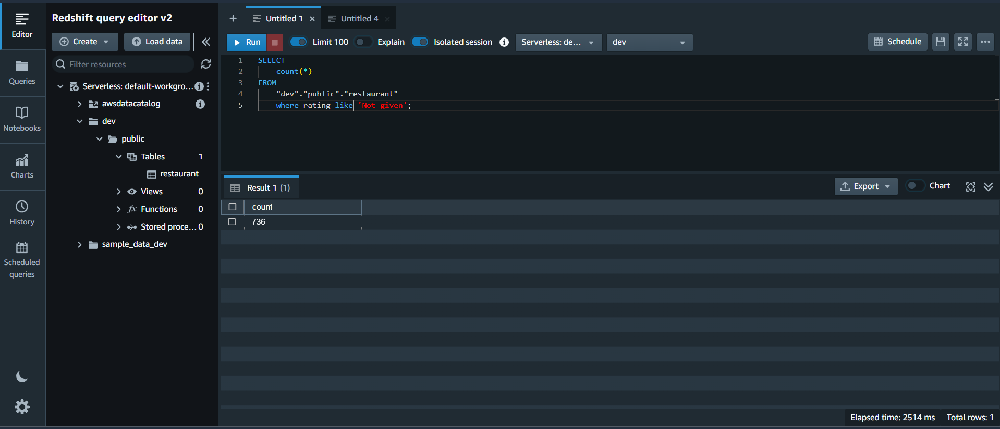 Editor
Queries
Notebooks
Charts
History
Scheduled
queries
Redshift query editor v2
Create
Load data
Filter resources
Serverless: default-workgro...
awsdatacatalog
dev
public
Tables 1
restaurant
Views 0
fx Functions 0
Stored proce... 0
sample_data_dev
+ Untitled 1 × Untitled 4 ×
Run Limit 100 Explain Isolated session i Serverless: de... dev Schedule
1 SELECT
2 count(*)
3 FROM
4 "dev"."public"."restaurant"
5 where rating like 'Not given';
Result 1 (1)
Export Chart
count
736
Elapsed time: 2514 ms Total rows: 1